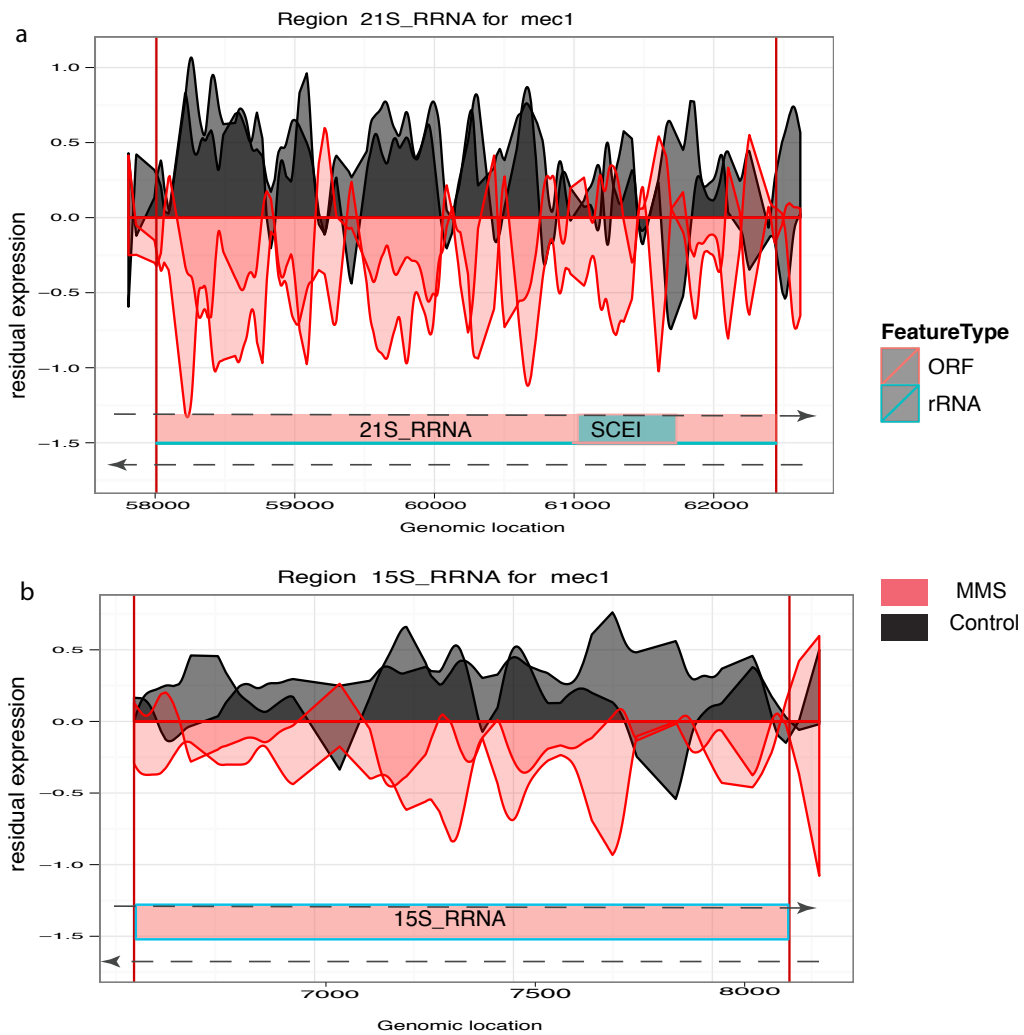 a
Region 21S_RRNA for mec1
1.0
0.5
0.0
−0.5
−1.0
−1.5
residual expression
21S_RRNA
SCEI
58000
59000
60000
61000
62000
Genomic location
FeatureType
ORF
rRNA
b
Region 15S_RRNA for mec1
0.5
0.0
−0.5
−1.0
−1.5
residual expression
15S_RRNA
7000
7500
8000
Genomic location
MMS
Control